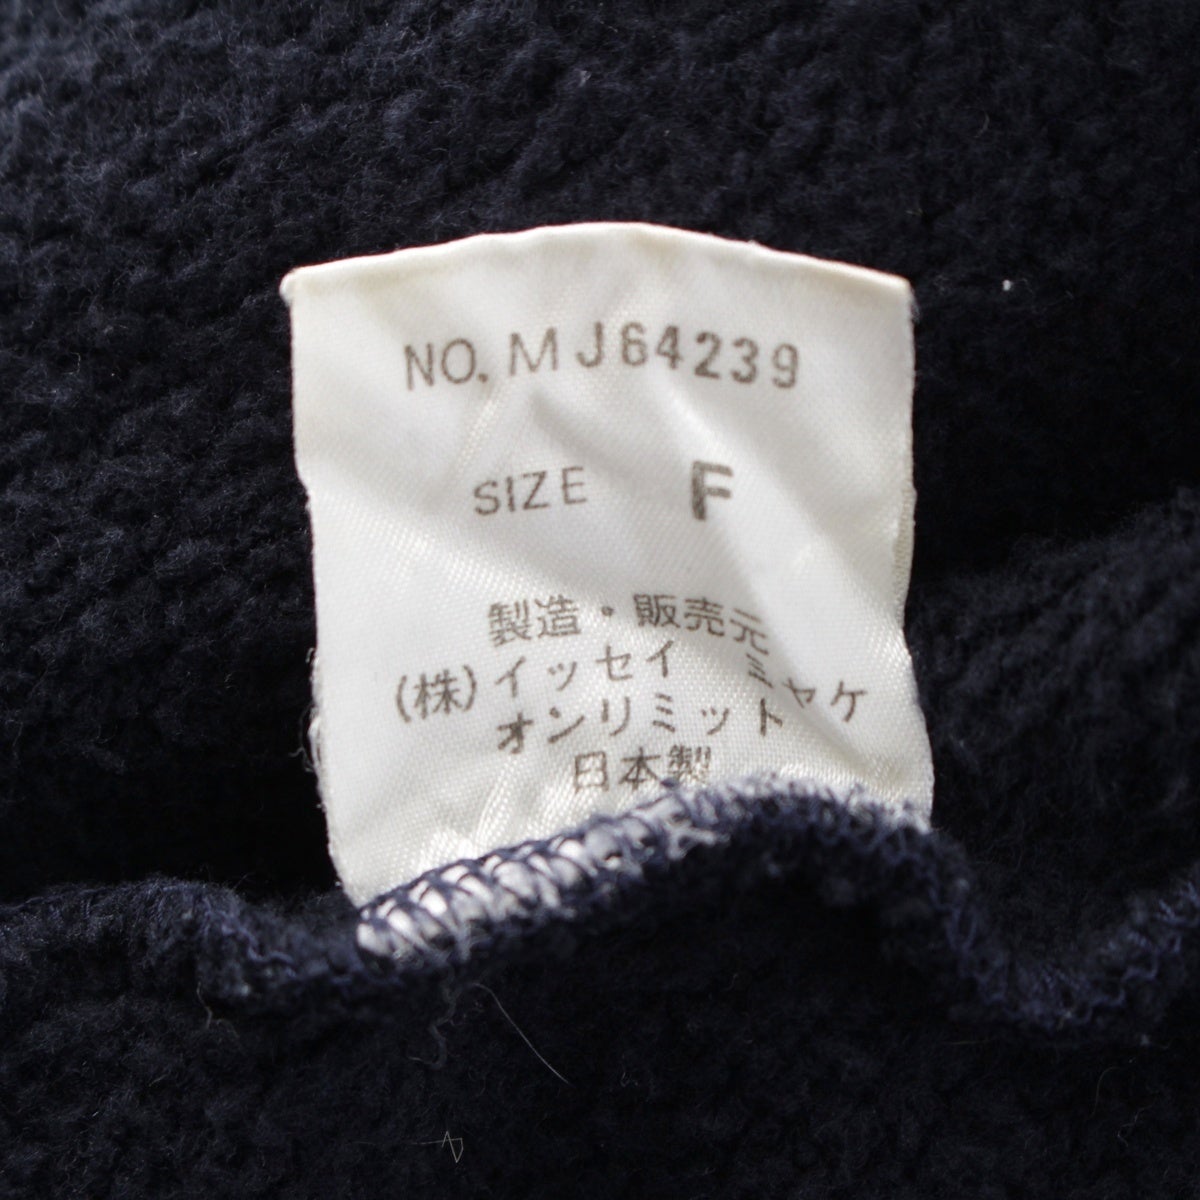 NO. MJ64239
SIZE F
製造・販売元
(株)イッセイ ミヤケ
オンリミット
日本製